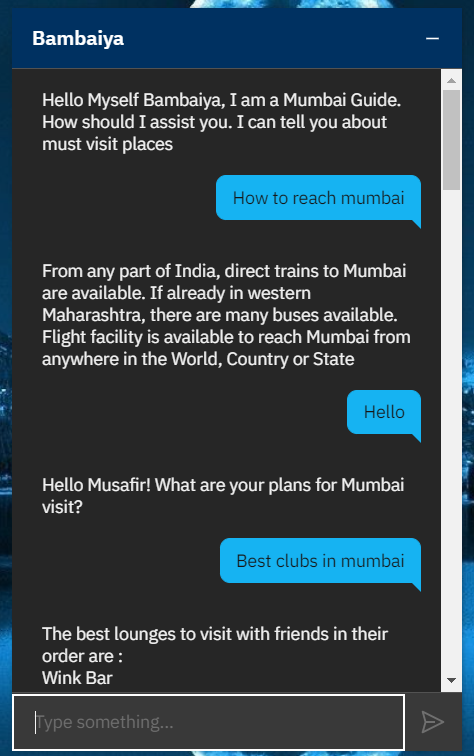 Bambaiya
Hello Myself Bambaiya, I am a Mumbai Guide.
How should I assist you. I can tell you about
must visit places
How to reach mumbai
From any part of India, direct trains to Mumbai
are available. If already in western
Maharashtra, there are many buses available.
Flight facility is available to reach Mumbai from
anywhere in the World, Country or State
Hello
Hello Musafir! What are your plans for Mumbai
visit?
Best clubs in mumbai
The best lounges to visit with friends in their
order are :
Wink Bar
Type something...